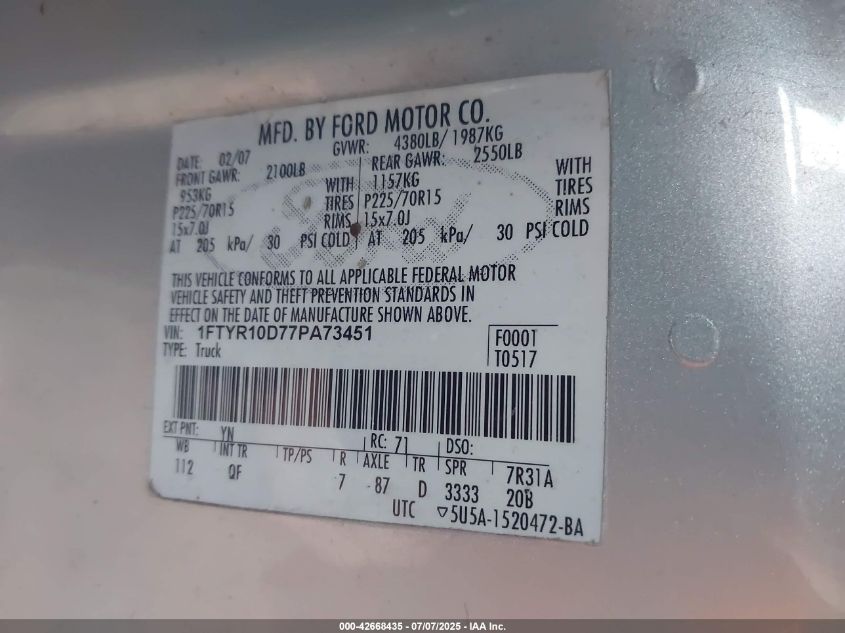 MFD. BY FORD MOTOR CO.
DATE: 02/07 GVWR: 4380LB/1987KG
FRONT GAWR: 2100LB REAR GAWR: 2550LB
953KG WITH 1157KG WITH
P225/70R15 TIRES P225/70R15 TIRES
15x7.0J RIMS 15x7.0J RIMS
AT 205 kPa/ 30 PSI COLD AT 205 kPa/ 30 PSI COLD
THIS VEHICLE CONFORMS TO ALL APPLICABLE FEDERAL MOTOR
VEHICLE SAFETY AND THEFT PREVENTION STANDARDS IN
EFFECT ON THE DATE OF MANUFACTURE SHOWN ABOVE.
VIN: 1FTYR10D77PA73451 F0001
TYPE: Truck T0517
EXT PNT: YN RC: 71 DSO:
WB INT TR TP/PS R AXLE TR SPR 7R31A
112 QF 7 87 D 3333 20B
UTC ▽5U5A-1520472-BA
000-42668435 - 07/07/2025 - IAA Inc.